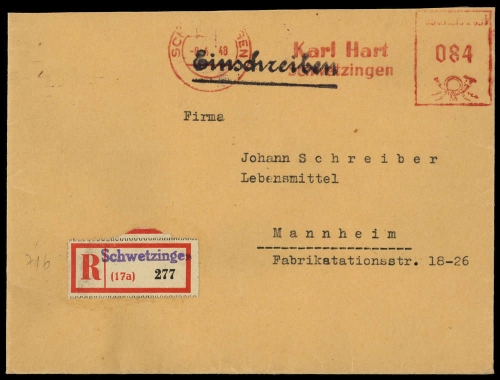 Karl Hart
Schwetzingen
084
Einschreiben
Firma
Johann Schreiber
Lebensmittel
Mannheim
Fabrikatationsstr. 18-26
R
Schwetzingen
(17a) 277